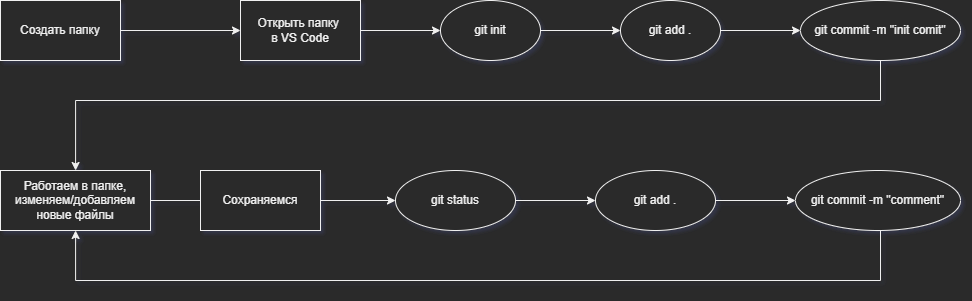 Создать папку
Открыть папку
в VS Code
git init
git add .
git commit -m "init comit"
Работаем в папке,
изменяем/добавляем
новые файлы
Сохраняемся
git status
git add .
git commit -m "comment"